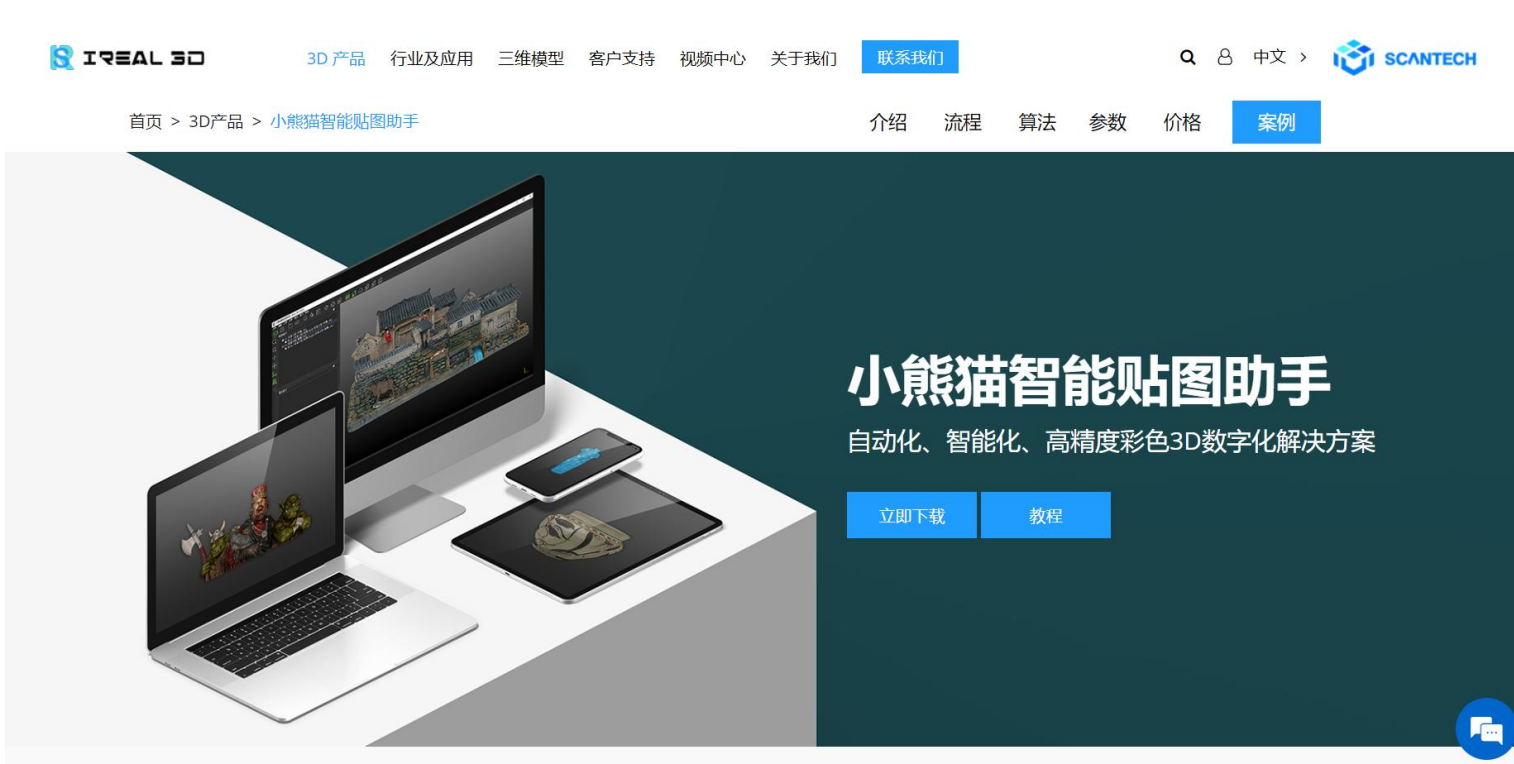 IREAL 3D
3D 产品 行业及应用 三维模型 客户支持 视频中心 关于我们 联系我们 中文 > SCANTECH
首页 > 3D产品 > 小熊猫智能贴图助手
介绍 流程 算法 参数 价格 案例
小熊猫智能贴图助手
自动化、智能化、高精度彩色3D数字化解决方案
立即下载 教程